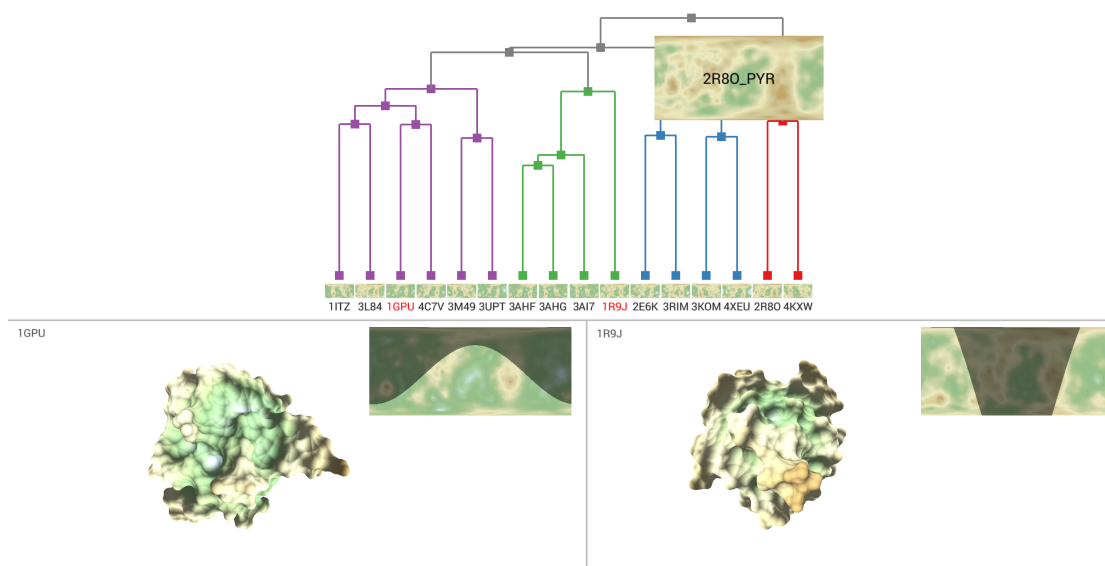 2R8O_PYR
1ITZ 3L84 1GPU 4C7V 3M49 3UPT 3AHF 3AHG 3AI7 1R9J 2E6K 3RIM 3KOM 4XEU 2R8O 4KXW
1GPU
1R9J